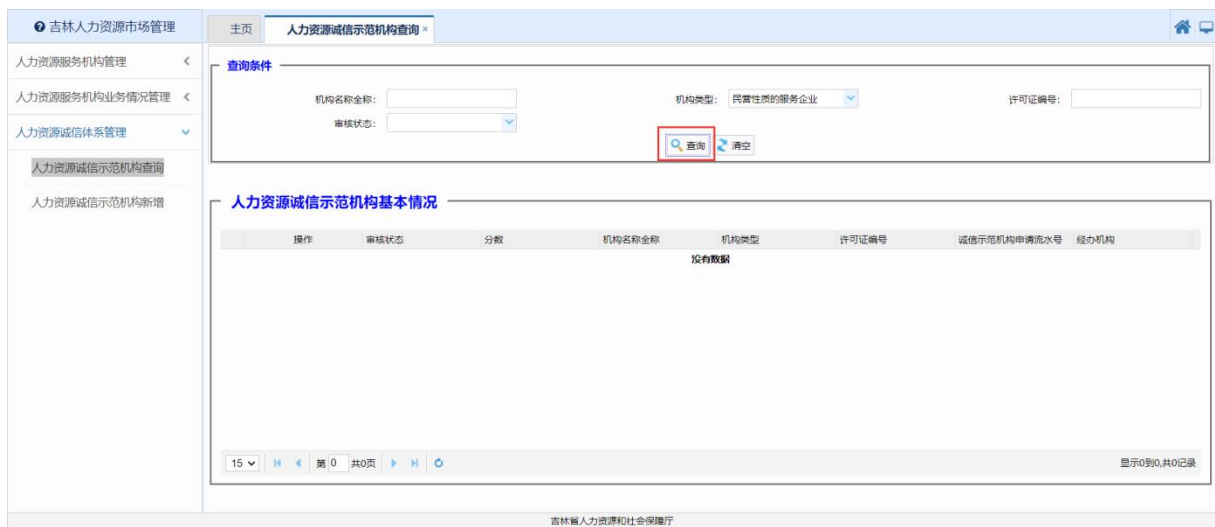 吉林人力资源市场管理
主页
人力资源诚信示范机构查询 ×
人力资源服务机构管理
人力资源服务机构业务情况管理
人力资源诚信体系管理
人力资源诚信示范机构查询
人力资源诚信示范机构新增
查询条件
机构名称全称: 机构类型: 民营性质的服务企业 许可证编号:
审核状态:
查询 清空
人力资源诚信示范机构基本情况
操作 审核状态 分数 机构名称全称 机构类型 许可证编号 诚信示范机构申请流水号 经办机构
没有数据
15 第 0 共0页 显示0到0,共0记录
吉林省人力资源和社会保障厅